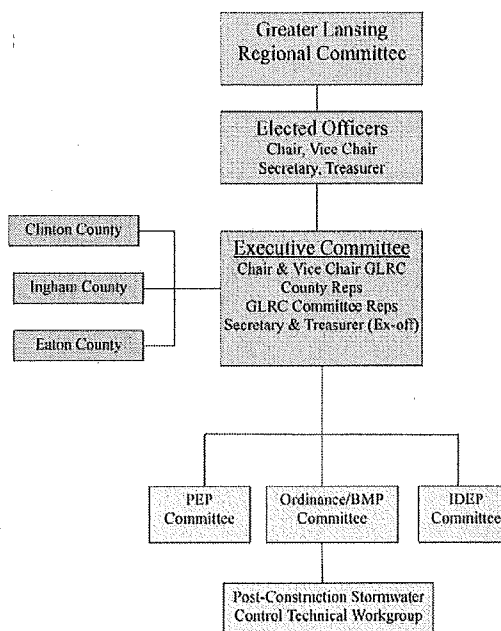 Greater Lansing
Regional Committee
Elected Officers
Chair, Vice Chair
Secretary, Treasurer
Clinton County
Ingham County
Eaton County
Executive Committee
Chair & Vice Chair GLRC
County Reps
GLRC Committee Reps
Secretary & Treasurer (Ex-off)
PEP
Committee
Ordinance/BMP
Committee
IDEP
Committee
Post-Construction Stormwater
Control Technical Workgroup